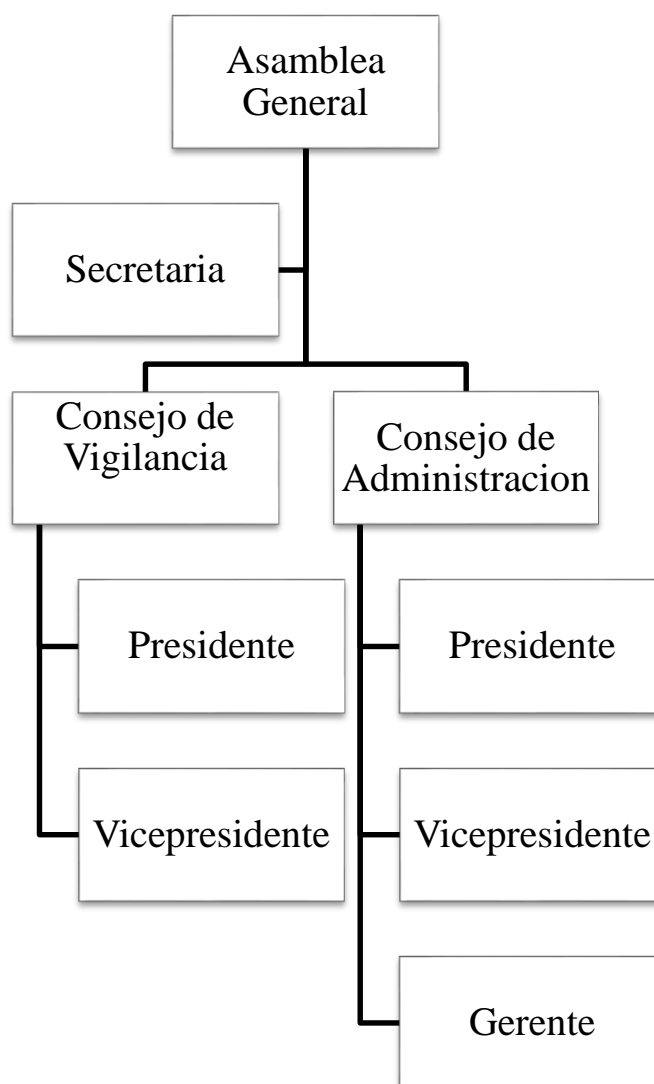 Asamblea
General
Secretaria
Consejo de
Vigilancia
Consejo de
Administracion
Presidente
Presidente
Vicepresidente
Vicepresidente
Gerente